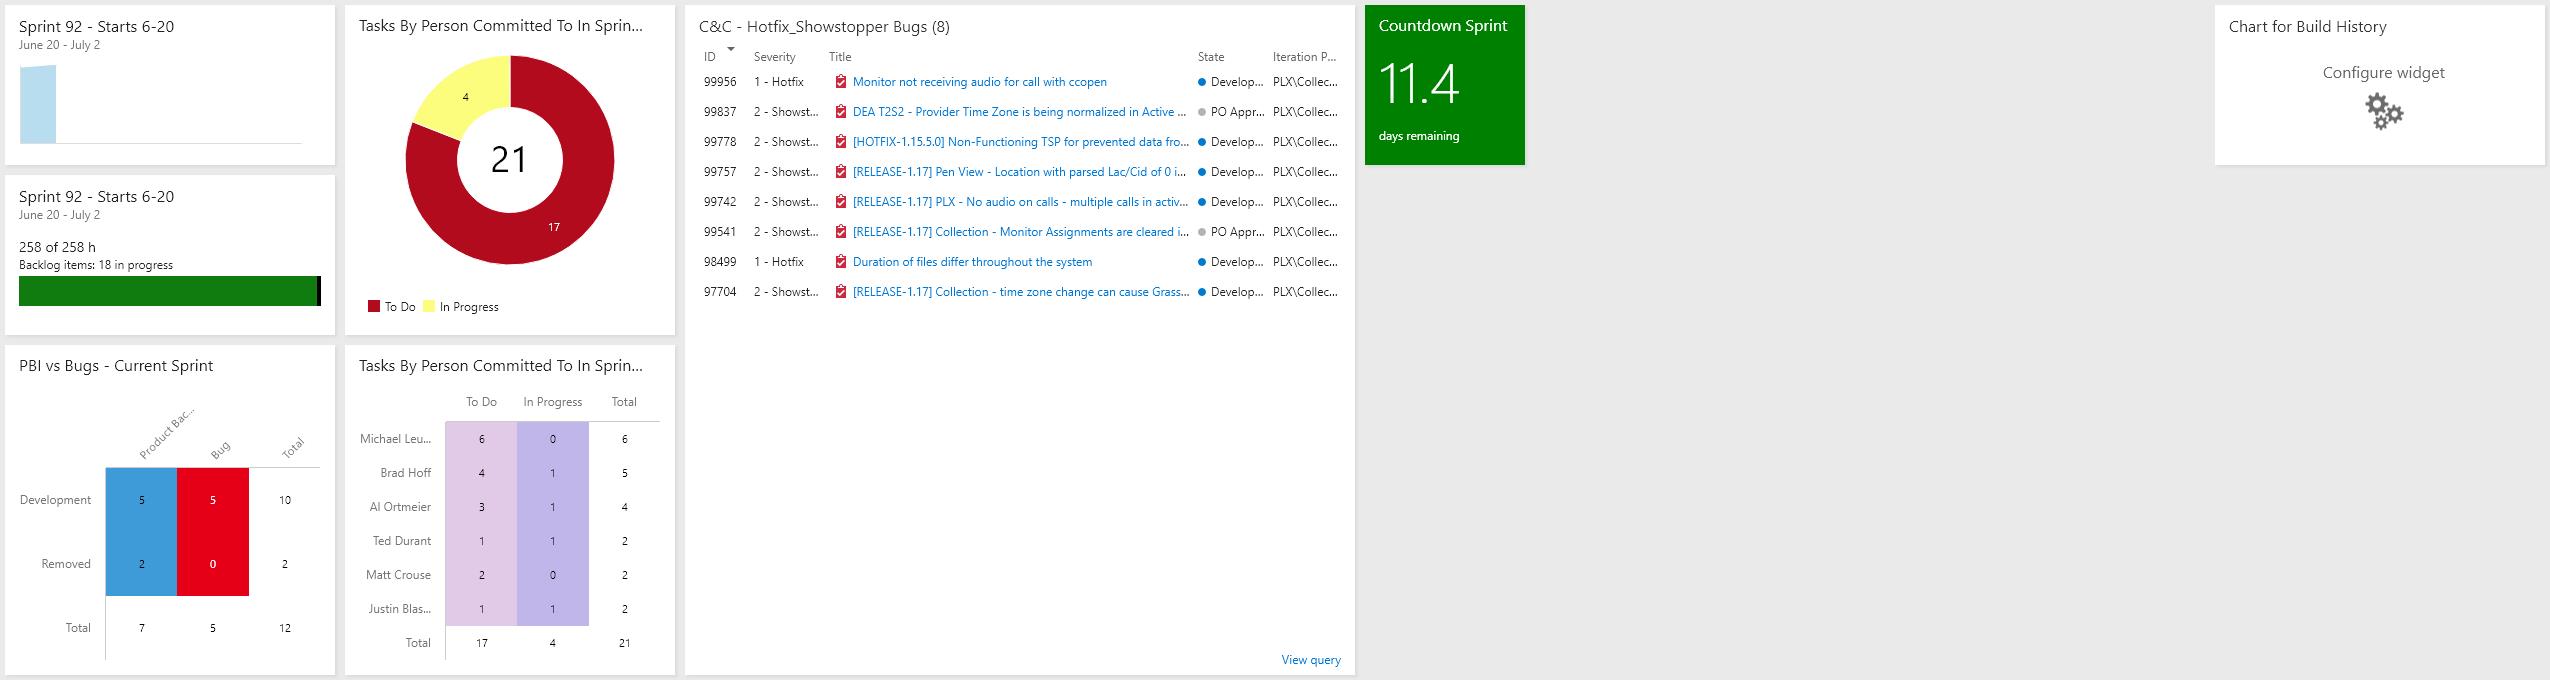 Sprint 92 - Starts 6-20
June 20 - July 2
Sprint 92 - Starts 6-20
June 20 - July 2
258 of 258 h
Backlog items: 18 in progress
PBI vs Bugs - Current Sprint
Product Bac... Bug Total
Development 5 5 10
Removed 2 0 2
Total 7 5 12
Tasks By Person Committed To In Sprin...
4
21
17
To Do In Progress
Tasks By Person Committed To In Sprin...
To Do In Progress Total
Michael Leu... 6 0 6
Brad Hoff 4 1 5
Al Ortmeier 3 1 4
Ted Durant 1 1 2
Matt Crouse 2 0 2
Justin Blas... 1 1 2
Total 17 4 21
C&C - Hotfix_Showstopper Bugs (8)
ID Severity Title State Iteration P...
99956 1 - Hotfix Monitor not receiving audio for call with ccopen Develop... PLX\Collec...
99837 2 - Showst... DEA T2S2 - Provider Time Zone is being normalized in Active ... PO Appr... PLX\Collec...
99778 2 - Showst... [HOTFIX-1.15.5.0] Non-Functioning TSP for prevented data fro... Develop... PLX\Collec...
99757 2 - Showst... [RELEASE-1.17] Pen View - Location with parsed Lac/Cid of 0 i... Develop... PLX\Collec...
99742 2 - Showst... [RELEASE-1.17] PLX - No audio on calls - multiple calls in activ... Develop... PLX\Collec...
99541 2 - Showst... [RELEASE-1.17] Collection - Monitor Assignments are cleared i... PO Appr... PLX\Collec...
98499 1 - Hotfix Duration of files differ throughout the system Develop... PLX\Collec...
97704 2 - Showst... [RELEASE-1.17] Collection - time zone change can cause Grass... Develop... PLX\Collec...
View query
Countdown Sprint
11.4
days remaining
Chart for Build History
Configure widget